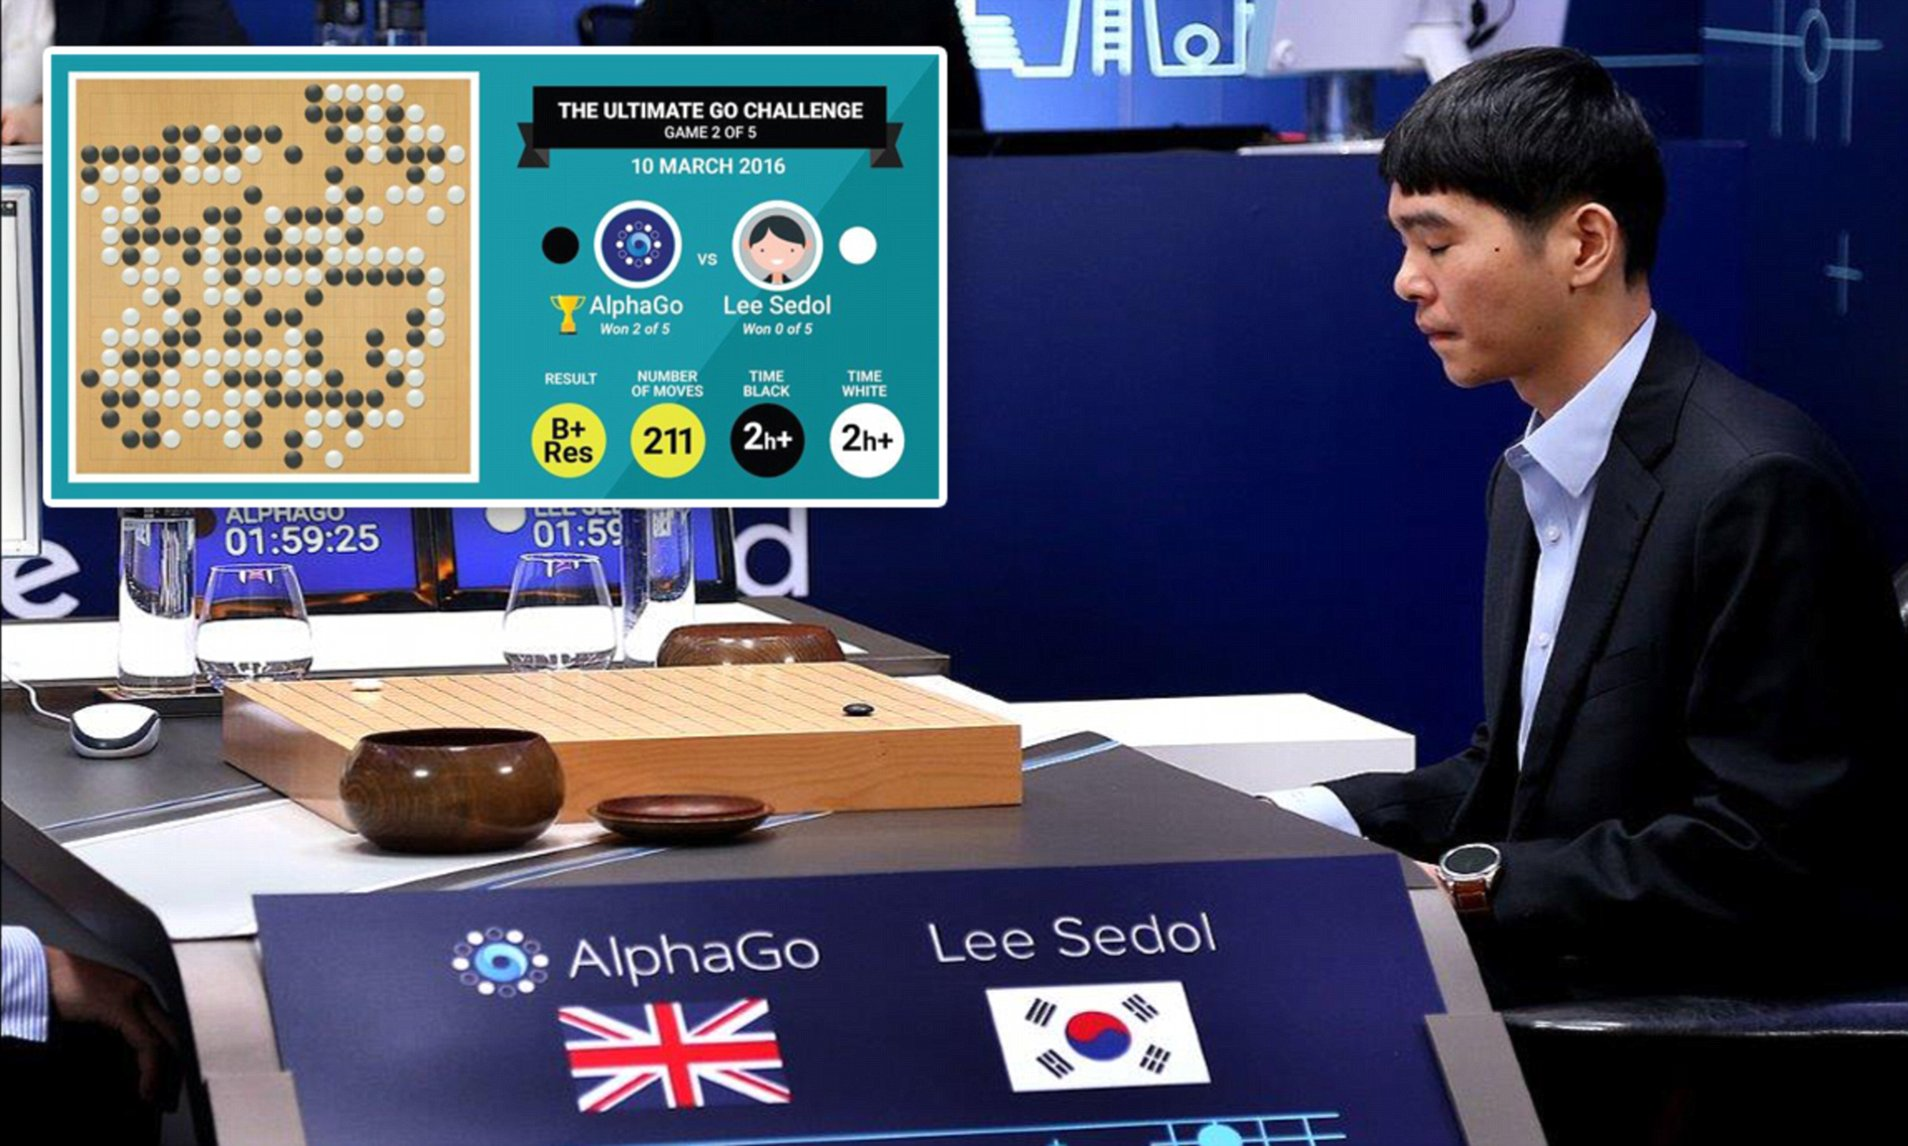 THE ULTIMATE GO CHALLENGE
GAME 2 OF 5
10 MARCH 2016
vs
AlphaGo
Won 2 of 5
Lee Sedol
Won 0 of 5
RESULT
NUMBER
OF MOVES
TIME
BLACK
TIME
WHITE
B+
Res
211
2h+
2h+
ALPHAGO
01:59:25
01:59
e
d
AlphaGo
Lee Sedol